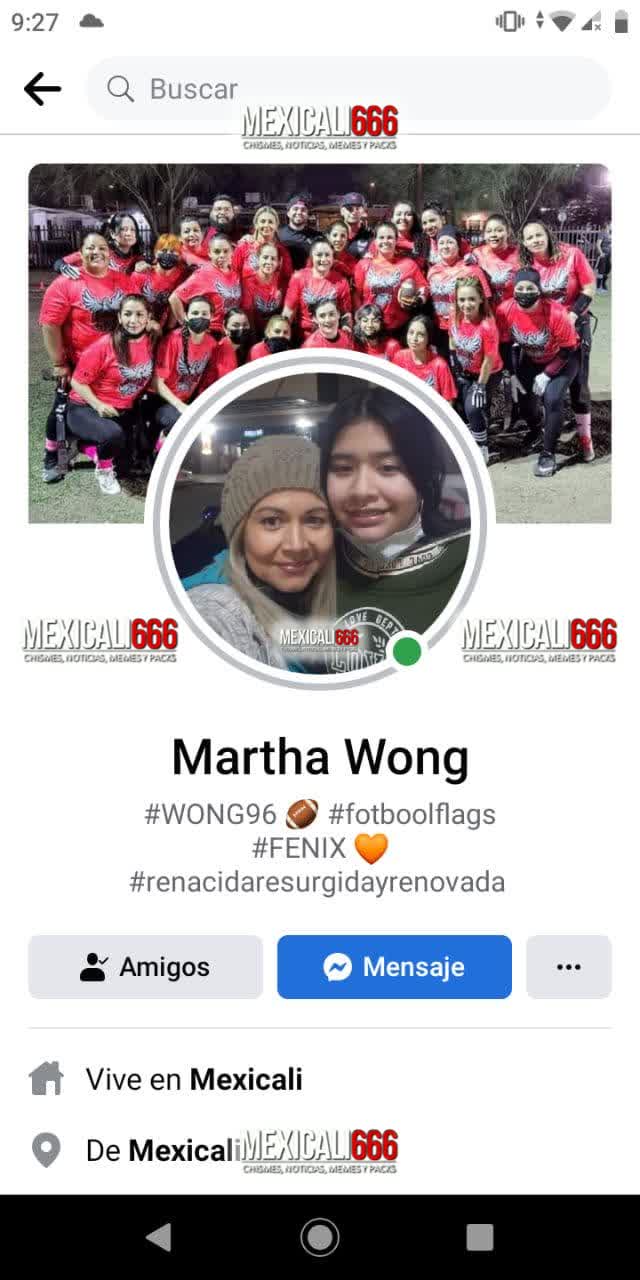 9:27
Buscar
MEXICALI666
CHISMES, NOTICIAS, MEMES Y PACKS
MEXICALI666
CHISMES, NOTICIAS, MEMES Y PACKS
MEXICALI666
MEXICALI666
CHISMES, NOTICIAS, MEMES Y PACKS
LOVE
Martha Wong
#WONG96 🏈 #fotboolflags
#FENIX 🧡
#renacidaresurgidayrenovada
Amigos
Mensaje
Vive en Mexicali
De Mexicali
MEXICALI666
CHISMES, NOTICIAS, MEMES Y PACKS